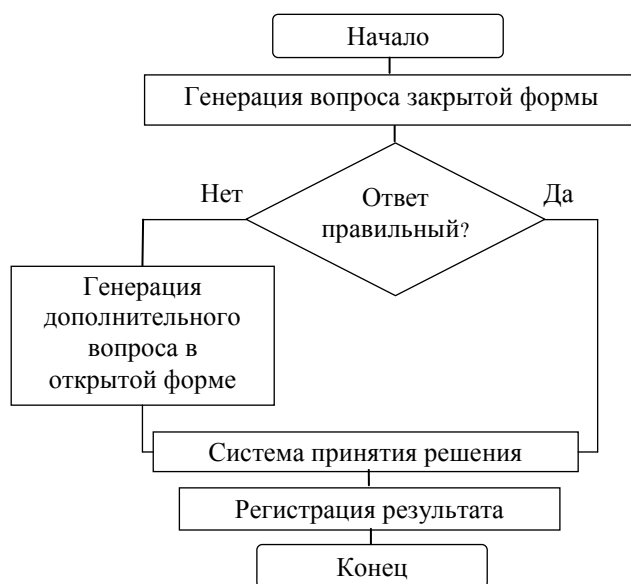 Начало
Генерация вопроса закрытой формы
Нет
Да
Ответ
правильный?
Генерация
дополнительного
вопроса в
открытой форме
Система принятия решения
Регистрация результата
Конец